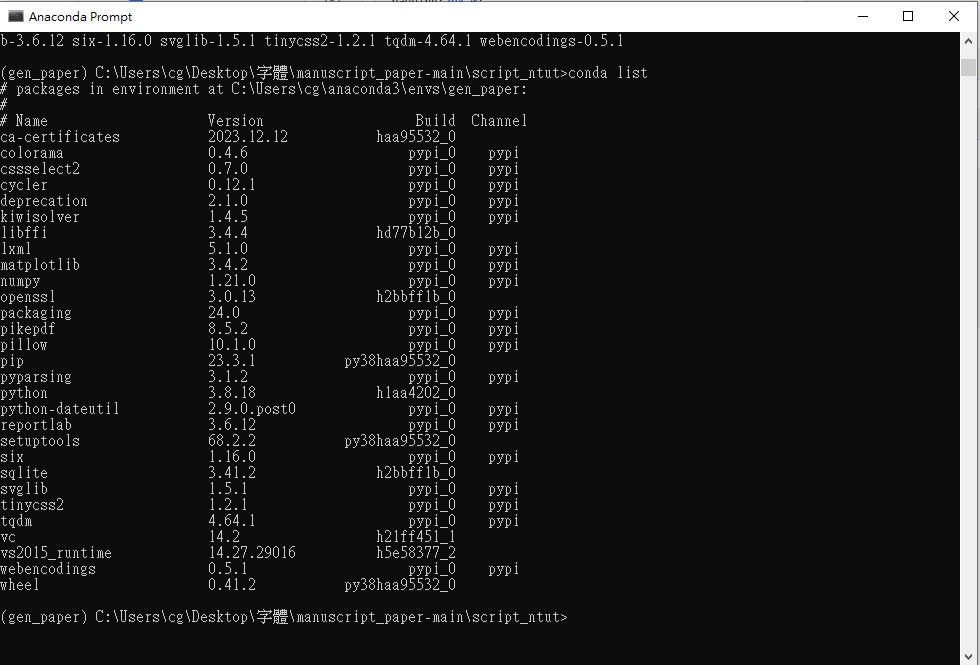 Anaconda Prompt
b-3.6.12 six-1.16.0 svglib-1.5.1 tinycss2-1.2.1 tqdm-4.64.1 webencodings-0.5.1
(gen_paper) C:\Users\cg\Desktop\字體\manuscript_paper-main\script_ntut>conda list
# packages in environment at C:\Users\cg\anaconda3\envs\gen_paper:
#
# Name                    Version                   Build  Channel
ca-certificates           2023.12.12           haa95532_0
colorama                  0.4.6                    pypi_0    pypi
cssselect2                0.7.0                    pypi_0    pypi
cycler                    0.12.1                   pypi_0    pypi
deprecation               2.1.0                    pypi_0    pypi
kiwisolver                1.4.5                    pypi_0    pypi
libffi                    3.4.4                hd77b12b_0
lxml                      5.1.0                    pypi_0    pypi
matplotlib                3.4.2                    pypi_0    pypi
numpy                     1.21.0                   pypi_0    pypi
openssl                   3.0.13               h2bbff1b_0
packaging                 24.0                     pypi_0    pypi
pikepdf                   8.5.2                    pypi_0    pypi
pillow                    10.1.0                   pypi_0    pypi
pip                       23.3.1           py38haa95532_0
pyparsing                 3.1.2                    pypi_0    pypi
python                    3.8.18               h1aa4202_0
python-dateutil           2.9.0.post0              pypi_0    pypi
reportlab                 3.6.12                   pypi_0    pypi
setuptools                68.2.2           py38haa95532_0
six                       1.16.0                   pypi_0    pypi
sqlite                    3.41.2               h2bbff1b_0
svglib                    1.5.1                    pypi_0    pypi
tinycss2                  1.2.1                    pypi_0    pypi
tqdm                      4.64.1                   pypi_0    pypi
vc                        14.2                 h21ff451_1
vs2015_runtime            14.27.29016          h5e58377_2
webencodings              0.5.1                    pypi_0    pypi
wheel                     0.41.2           py38haa95532_0
(gen_paper) C:\Users\cg\Desktop\字體\manuscript_paper-main\script_ntut>